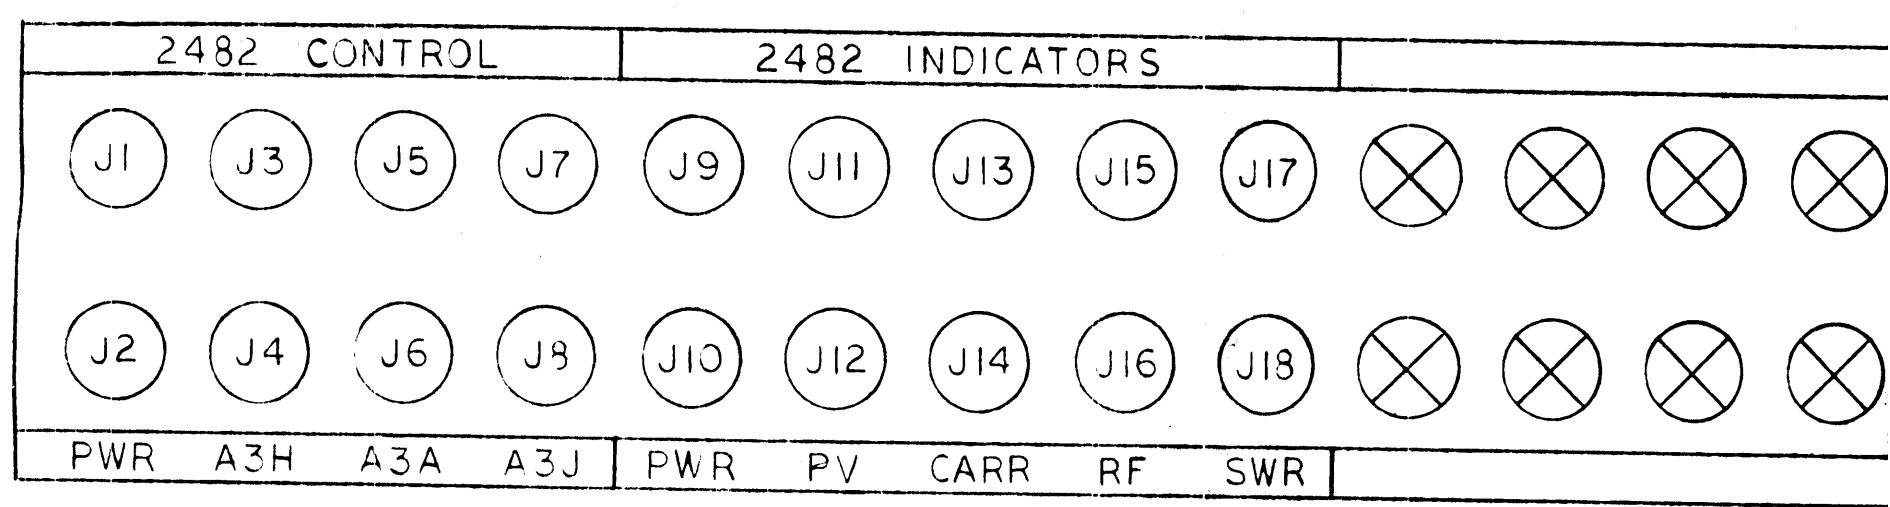 2482 CONTROL 2482 INDICATORS
J1 J3 J5 J7 J9 J11 J13 J15 J17
J2 J4 J6 J8 J10 J12 J14 J16 J18
PWR A3H A3A A3J PWR PV CARR RF SWR